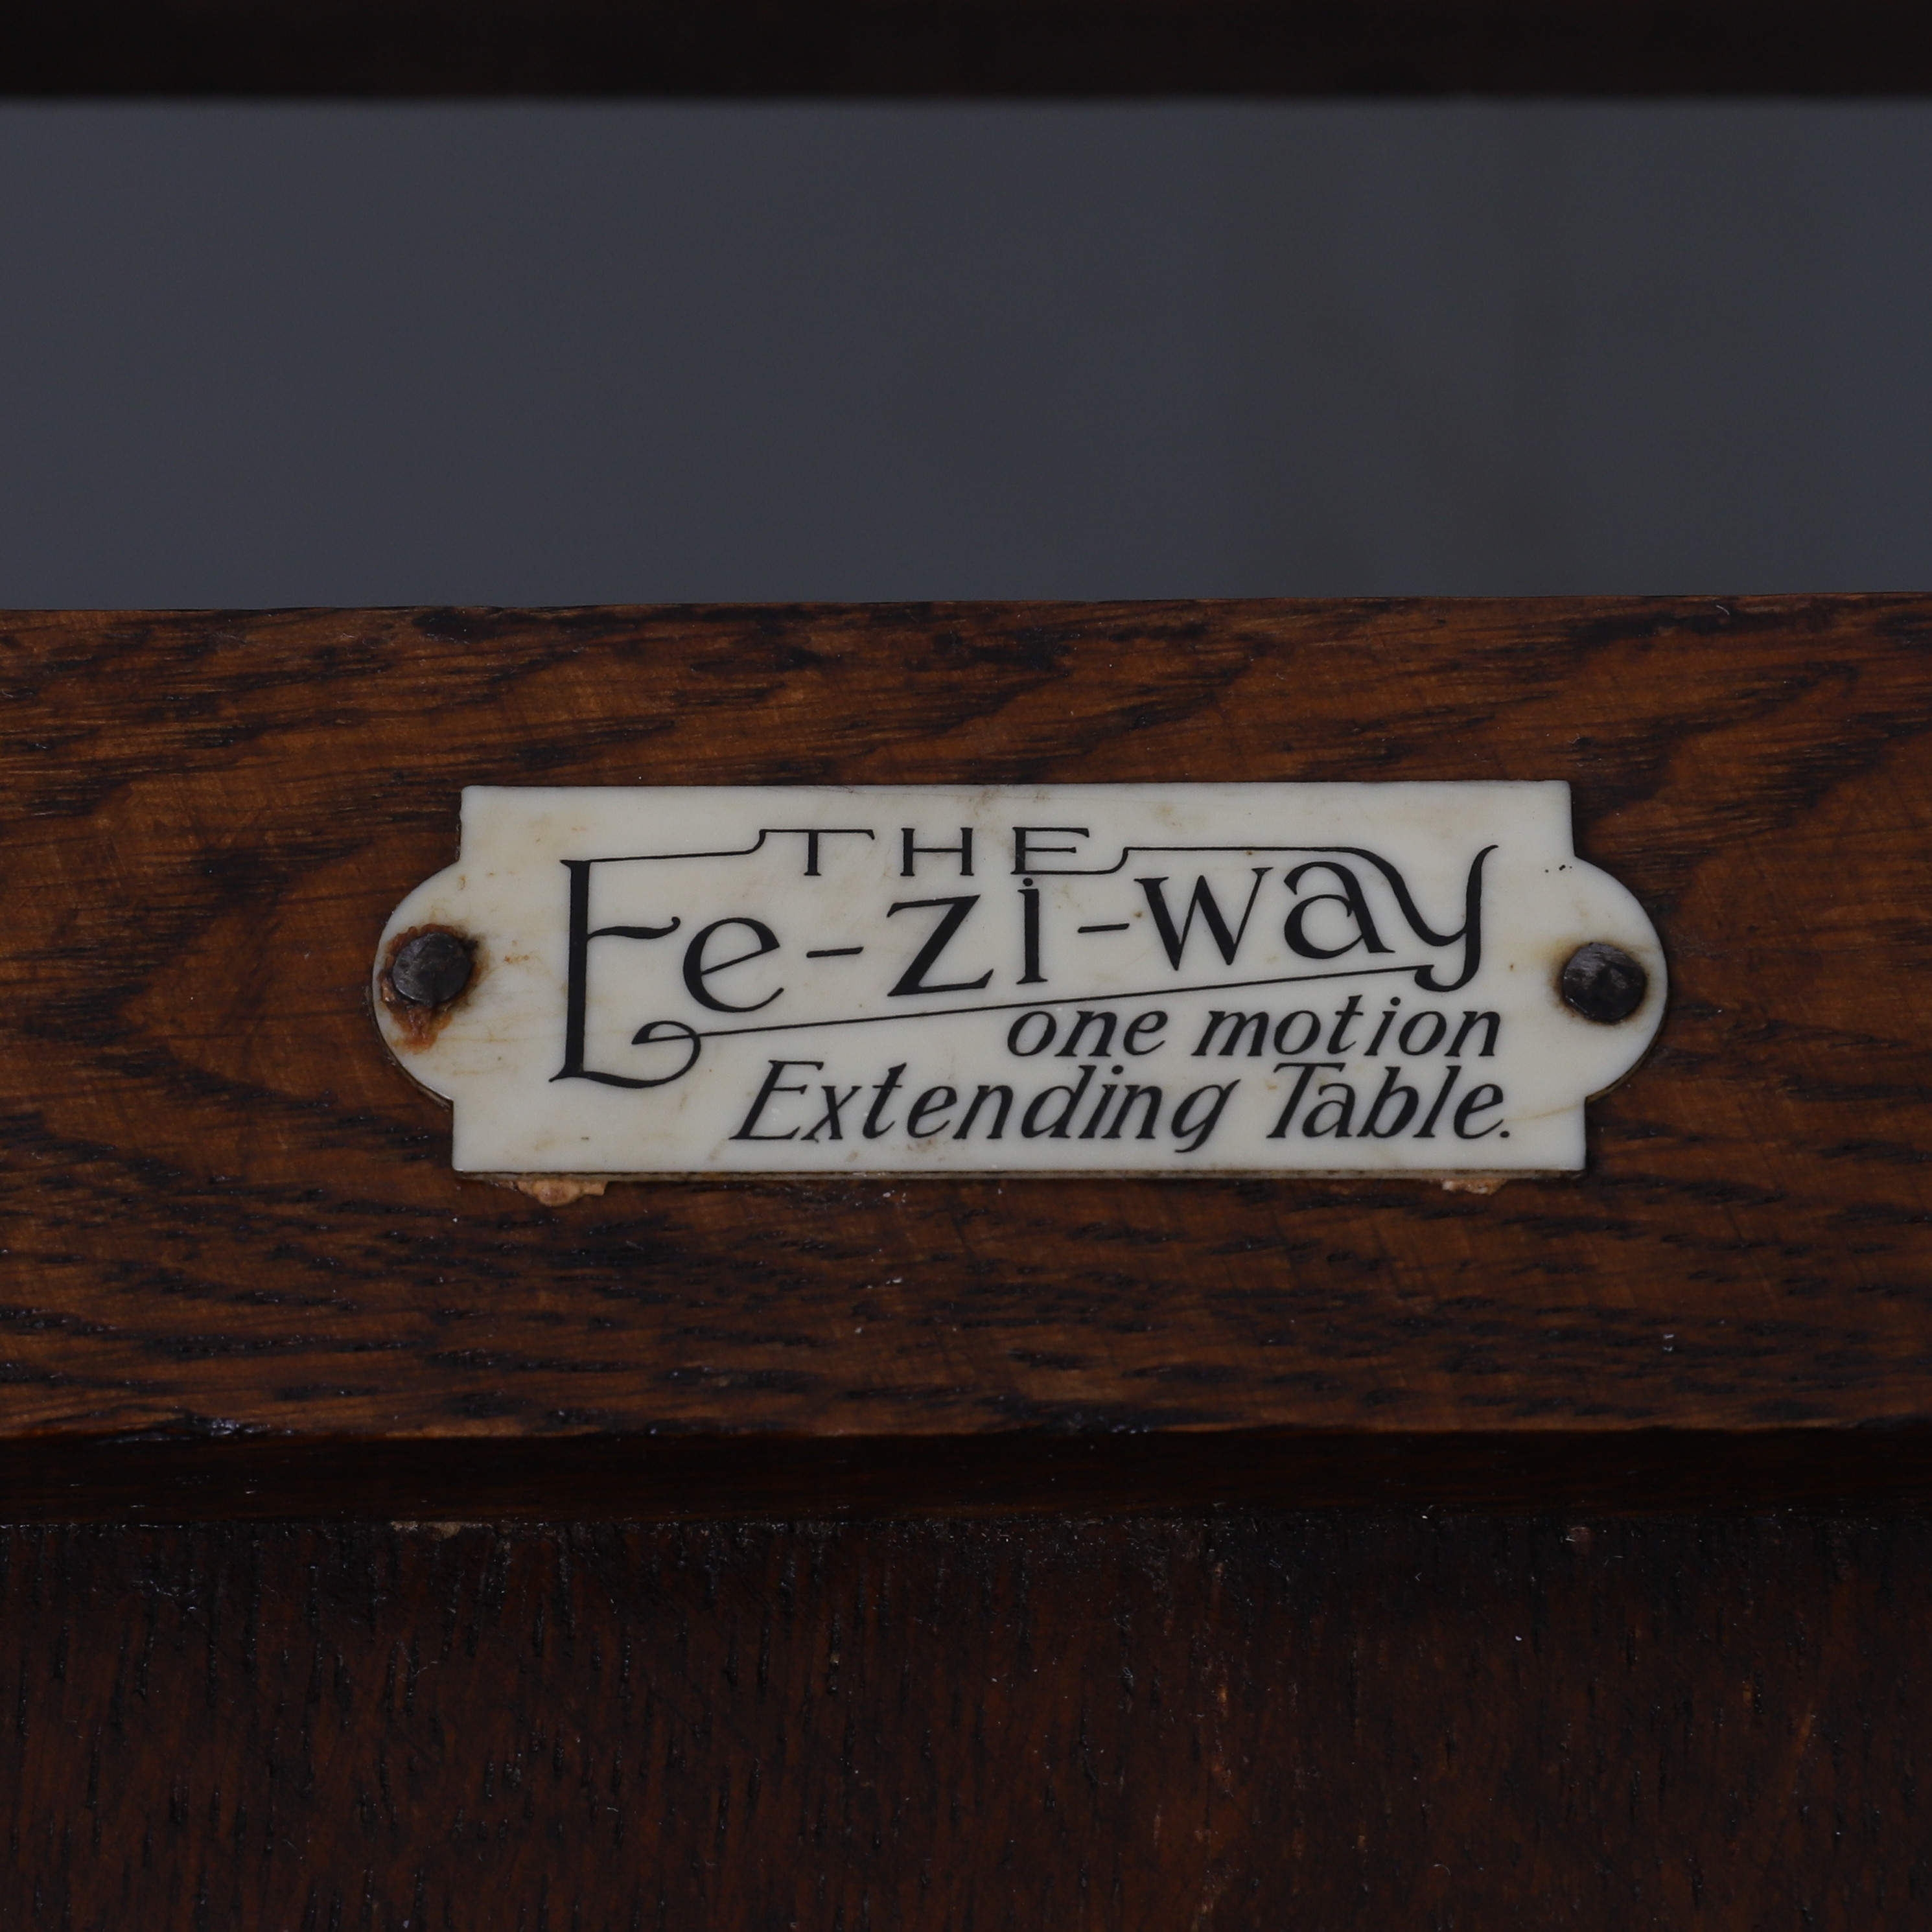 THE
Ee-zi-way
one motion
Extending Table.